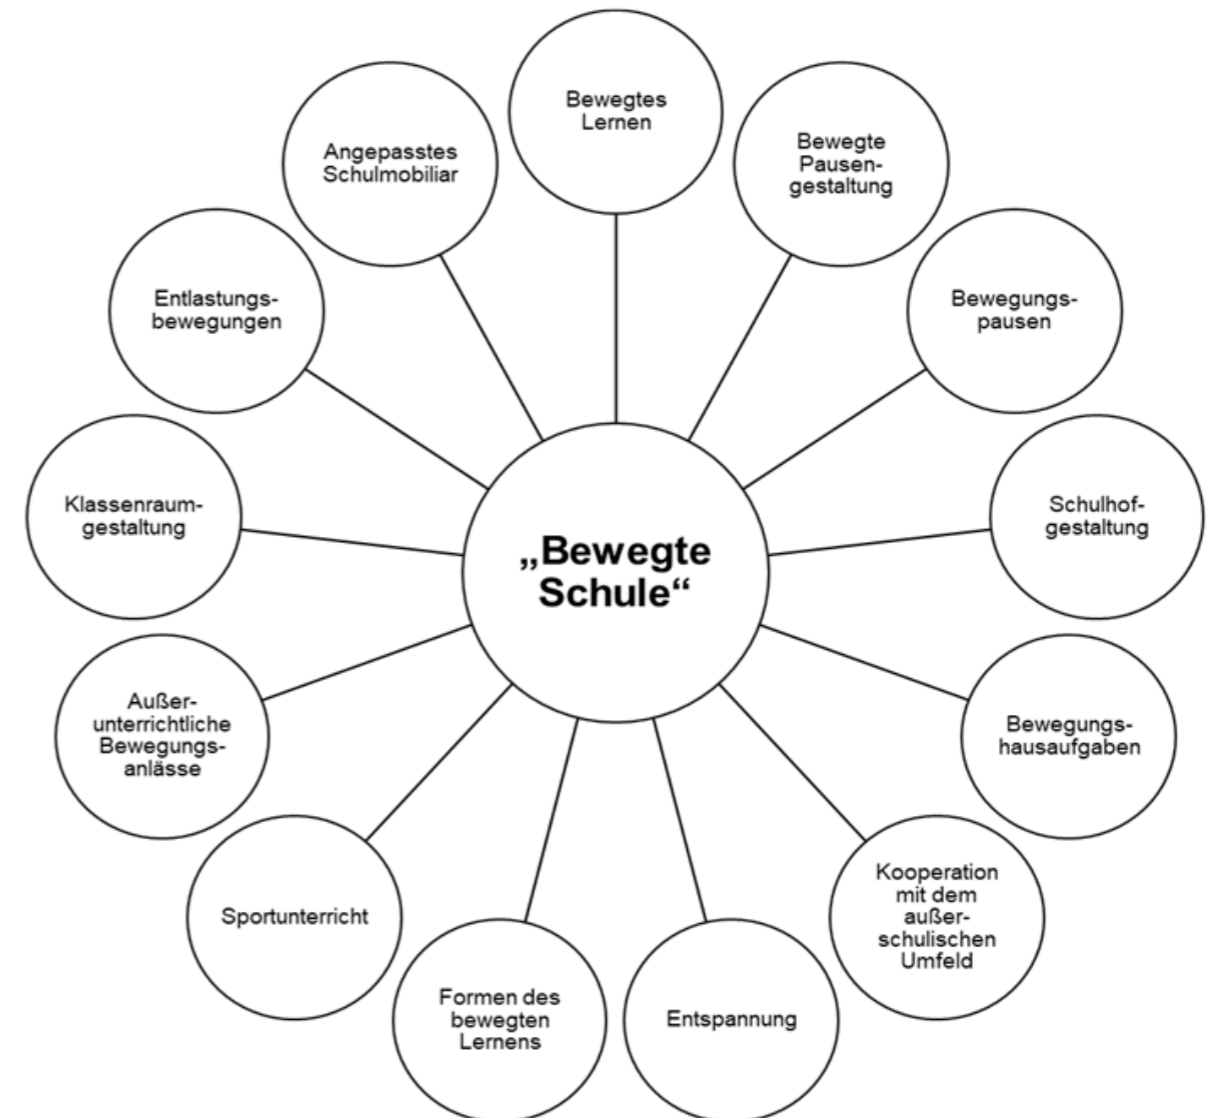 Bewegtes
Lernen
Bewegte
Pausen-
gestaltung
Bewegungs-
pausen
Schulhof-
gestaltung
Bewegungs-
hausaufgaben
Kooperation
mit dem
außer-
schulischen
Umfeld
Entspannung
Formen des
bewegten
Lernens
Sportunterricht
Außer-
unterrichtliche
Bewegungs-
anlässe
Klassenraum-
gestaltung
Entlastungs-
bewegungen
Angepasstes
Schulmobiliar
„Bewegte
Schule“